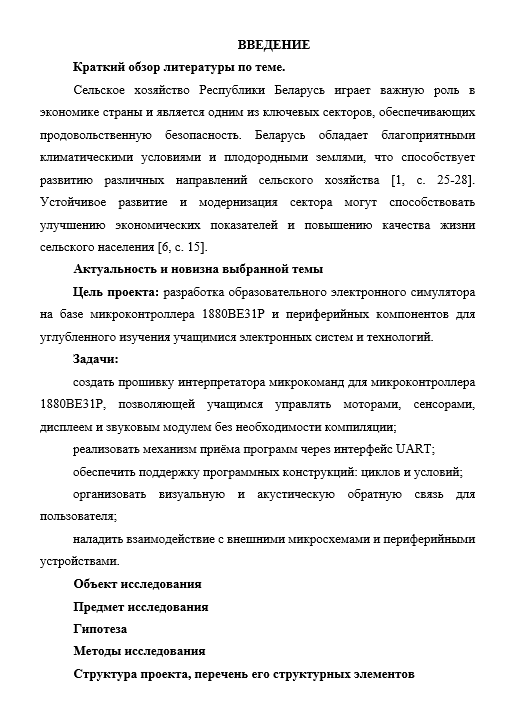 ВВЕДЕНИЕ
Краткий обзор литературы по теме.
Сельское хозяйство Республики Беларусь играет важную роль в
экономике страны и является одним из ключевых секторов, обеспечивающих
продовольственную безопасность. Беларусь обладает благоприятными
климатическими условиями и плодородными землями, что способствует
развитию различных направлений сельского хозяйства [1, с. 25-28].
Устойчивое развитие и модернизация сектора могут способствовать
улучшению экономических показателей и повышению качества жизни
сельского населения [6, с. 15].
Актуальность и новизна выбранной темы
Цель проекта: разработка образовательного электронного симулятора
на базе микроконтроллера 1880ВЕ31Р и периферийных компонентов для
углубленного изучения учащимися электронных систем и технологий.
Задачи:
создать прошивку интерпретатора микрокоманд для микроконтроллера
1880ВЕ31Р, позволяющей учащимся управлять моторами, сенсорами,
дисплеем и звуковым модулем без необходимости компиляции;
реализовать механизм приёма программ через интерфейс UART;
обеспечить поддержку программных конструкций: циклов и условий;
организовать визуальную и акустическую обратную связь для
пользователя;
наладить взаимодействие с внешними микросхемами и периферийными
устройствами.
Объект исследования
Предмет исследования
Гипотеза
Методы исследования
Структура проекта, перечень его структурных элементов